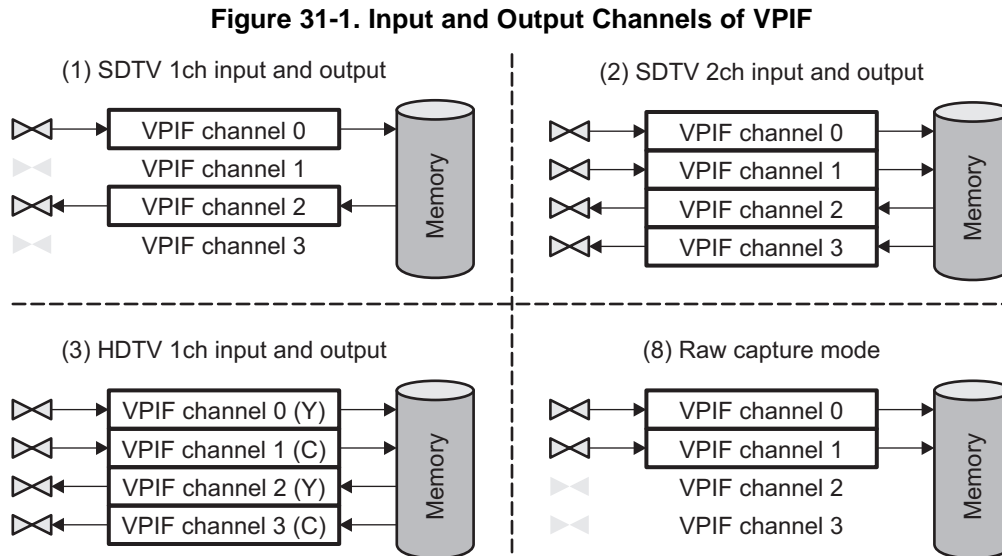 Figure 31-1. Input and Output Channels of VPIF
(1) SDTV 1ch input and output
VPIF channel 0
VPIF channel 1
VPIF channel 2
VPIF channel 3
Memory
(2) SDTV 2ch input and output
VPIF channel 0
VPIF channel 1
VPIF channel 2
VPIF channel 3
Memory
(3) HDTV 1ch input and output
VPIF channel 0 (Y)
VPIF channel 1 (C)
VPIF channel 2 (Y)
VPIF channel 3 (C)
Memory
(8) Raw capture mode
VPIF channel 0
VPIF channel 1
VPIF channel 2
VPIF channel 3
Memory